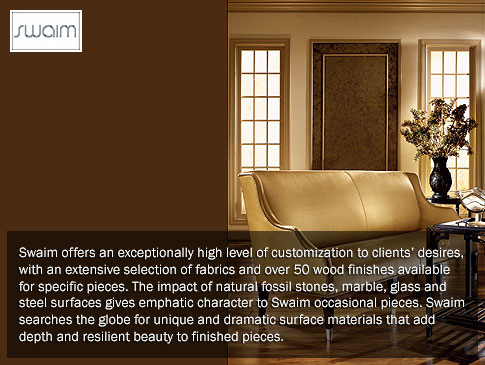 swaim
Swaim offers an exceptionally high level of customization to clients' desires,
with an extensive selection of fabrics and over 50 wood finishes available
for specific pieces. The impact of natural fossil stones, marble, glass and
steel surfaces gives emphatic character to Swaim occasional pieces. Swaim
searches the globe for unique and dramatic surface materials that add
depth and resilient beauty to finished pieces.